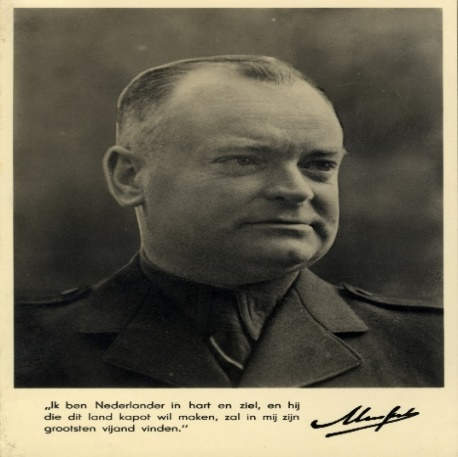 „Ik ben Nederlander in hart en ziel, en hij
die dit land kapot wil maken, zal in mij zijn
grootsten vijand vinden.”